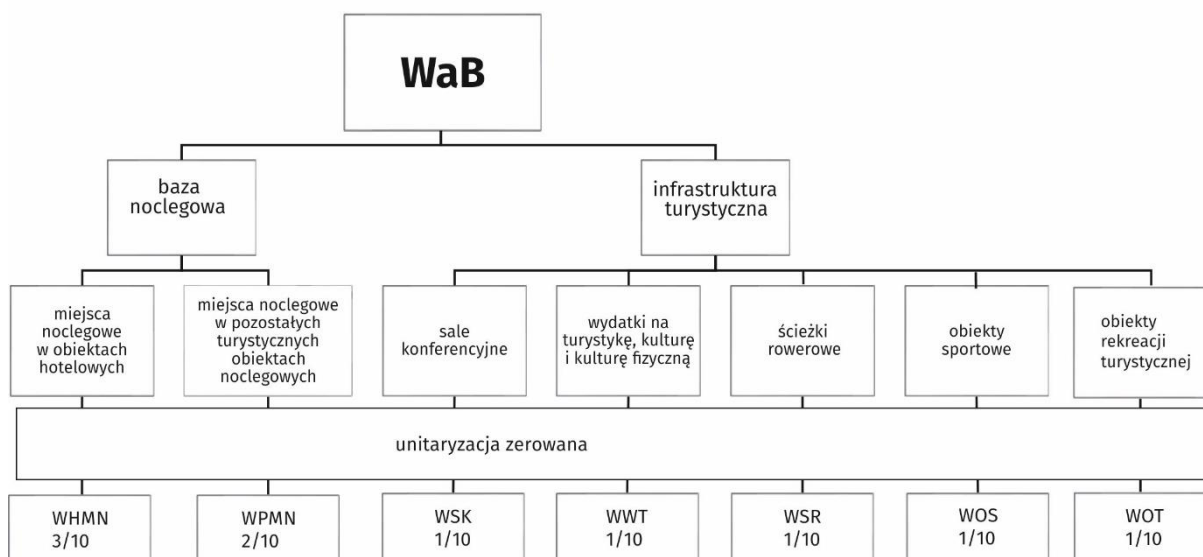 WaB
baza
noclegowa
infrastruktura
turystyczna
miejsca
noclegowe
w obiektach
hotelowych
miejsca noclegowe
w pozostałych
turystycznych
obiektach
noclegowych
sale
konferencyjne
wydatki na
turystykę, kulturę
i kulturę fizyczną
ścieżki
rowerowe
obiekty
sportowe
obiekty
rekreacji
turystycznej
unitaryzacja zerowana
WHMN
3/10
WPMN
2/10
WSK
1/10
WWT
1/10
WSR
1/10
WOS
1/10
WOT
1/10